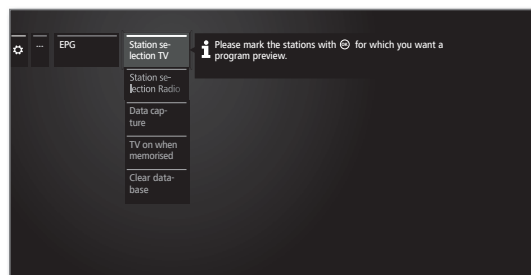 ... EPG
Station se-
lection TV
Please mark the stations with OK for which you want a
program preview.
Station se-
lection Radio
Data cap-
ture
TV on when
memorised
Clear data-
base